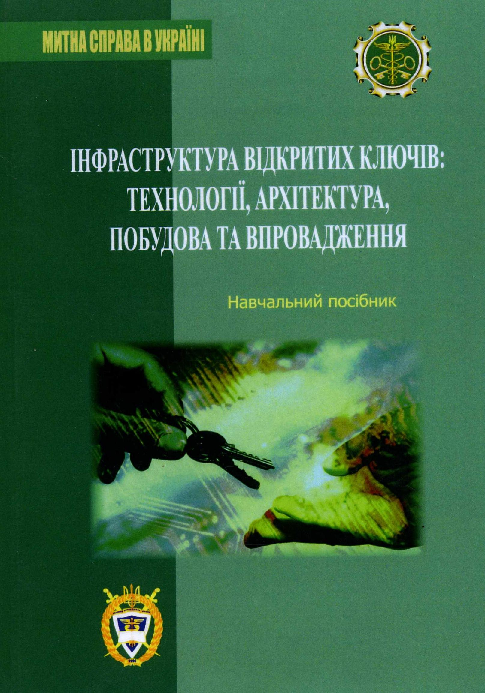 МИТНА СПРАВА В УКРАЇНІ
ІНФРАСТРУКТУРА ВІДКРИТИХ КЛЮЧІВ:
ТЕХНОЛОГІЇ, АРХІТЕКТУРА,
ПОБУДОВА ТА ВПРОВАДЖЕННЯ
Навчальний посібник